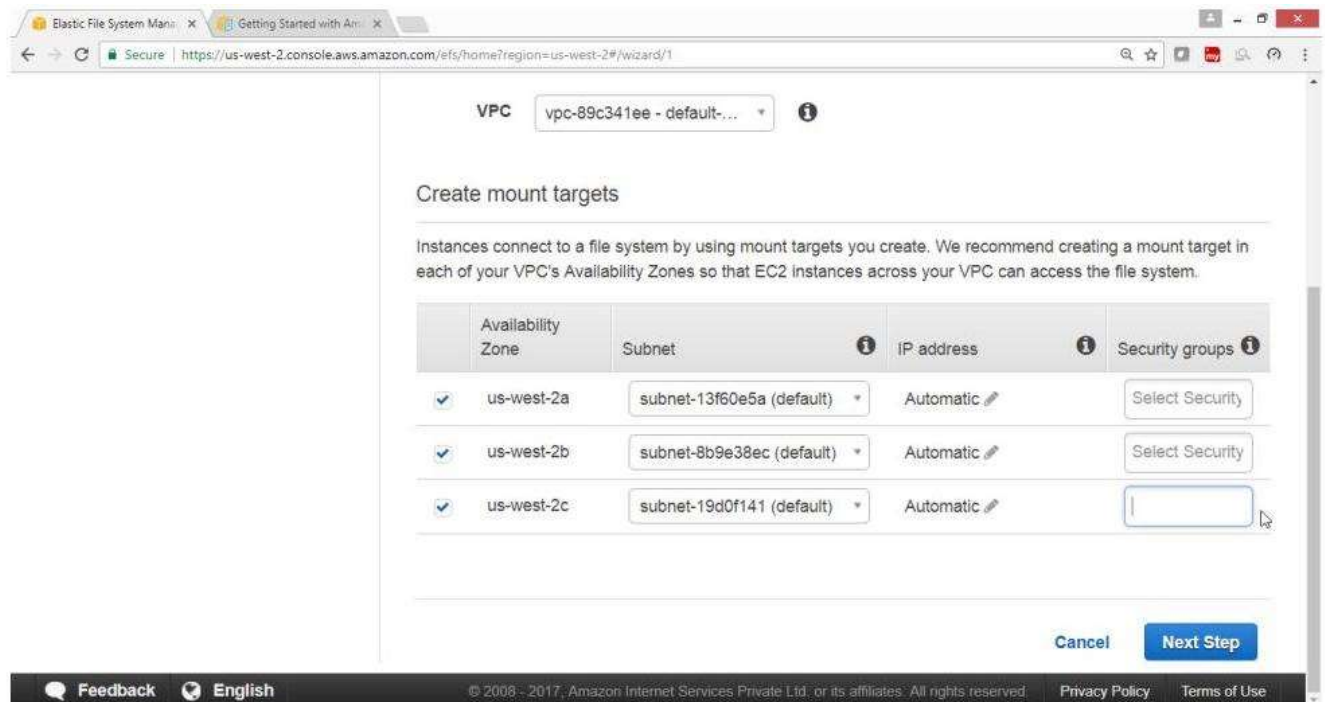 Elastic File System Mana
Getting Started with Am
Secure https://us-west-2.console.aws.amazon.com/efs/home?region=us-west-2#/wizard/1
VPC vpc-89c341ee - default-...
Create mount targets
Instances connect to a file system by using mount targets you create. We recommend creating a mount target in
each of your VPC's Availability Zones so that EC2 instances across your VPC can access the file system.
Availability
Zone Subnet IP address Security groups
us-west-2a subnet-13f60e5a (default) Automatic Select Security
us-west-2b subnet-8b9e38ec (default) Automatic Select Security
us-west-2c subnet-19d0f141 (default) Automatic
Cancel Next Step
Feedback English © 2008 - 2017, Amazon Internet Services Private Ltd. or its affiliates. All rights reserved. Privacy Policy Terms of Use